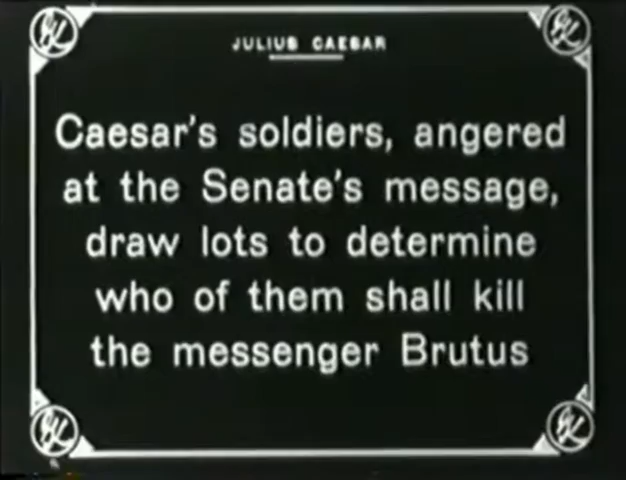 JULIUS CAESAR
Caesar's soldiers, angered
at the Senate's message,
draw lots to determine
who of them shall kill
the messenger Brutus